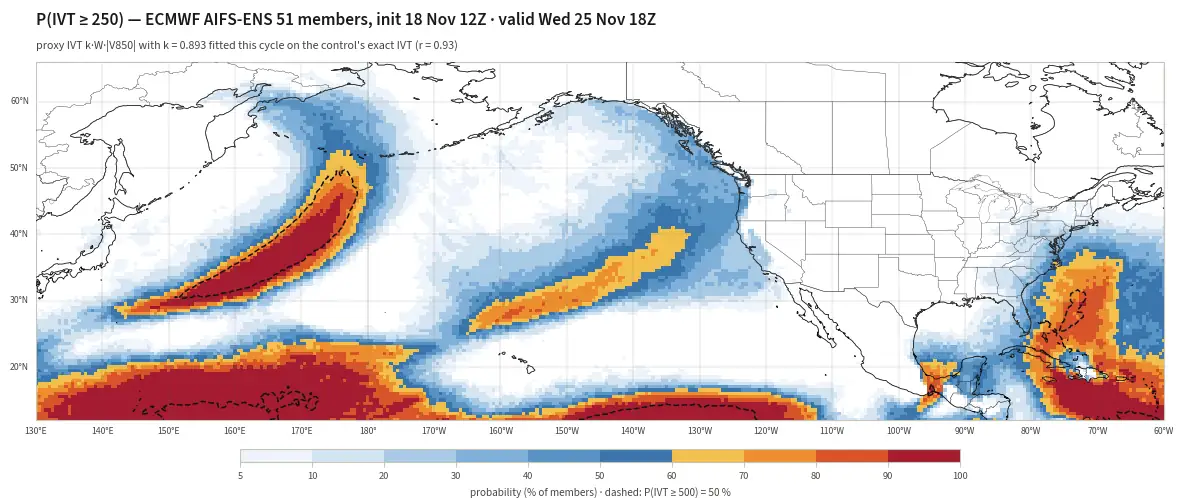 P(IVT ≥ 250) — ECMWF AIFS-ENS 51 members, init 18 Nov 12Z · valid Wed 25 Nov 18Z
proxy IVT k·W·|V850| with k = 0.893 fitted this cycle on the control's exact IVT (r = 0.93)
60°N
50°N
40°N
30°N
20°N
130°E 140°E 150°E 160°E 170°E 180° 170°W 160°W 150°W 140°W 130°W 120°W 110°W 100°W 90°W 80°W 70°W 60°W
5 10 20 30 40 50 60 70 80 90 100
probability (% of members) · dashed: P(IVT ≥ 500) = 50 %